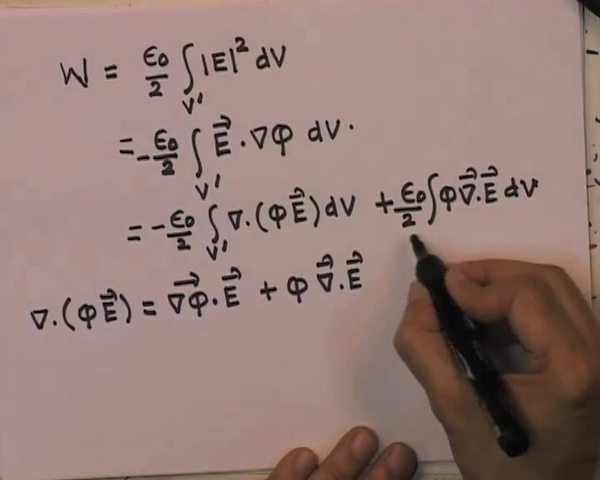 W = ε₀/2 ∫_V' |E|² dV
= -ε₀/2 ∫_V' E⃗ · ∇φ dV.
= -ε₀/2 ∫_V' ∇·(φE⃗) dV + ε₀/2 ∫ φ∇⃗·E⃗ dV
∇·(φE⃗) = ∇⃗φ·E⃗ + φ ∇⃗·E⃗